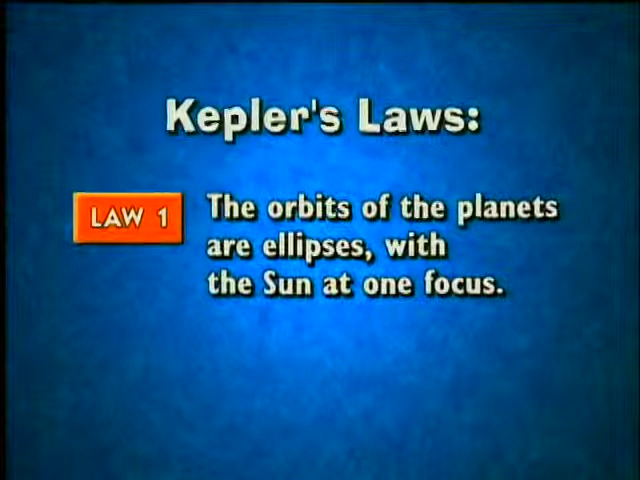 Kepler's Laws:
LAW 1
The orbits of the planets
are ellipses, with
the Sun at one focus.